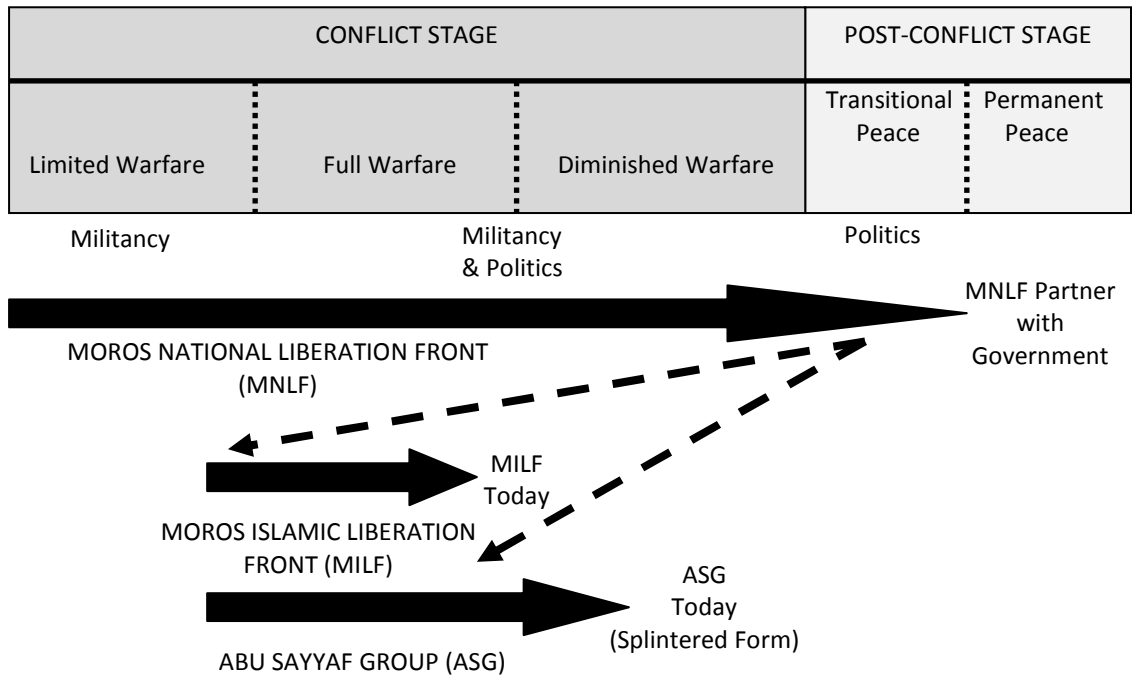 CONFLICT STAGE
POST-CONFLICT STAGE
Limited Warfare
Full Warfare
Diminished Warfare
Transitional
Peace
Permanent
Peace
Militancy
Militancy
& Politics
Politics
MNLF Partner
with
Government
MOROS NATIONAL LIBERATION FRONT
(MNLF)
MILF
Today
MOROS ISLAMIC LIBERATION
FRONT (MILF)
ASG
Today
(Splintered Form)
ABU SAYYAF GROUP (ASG)